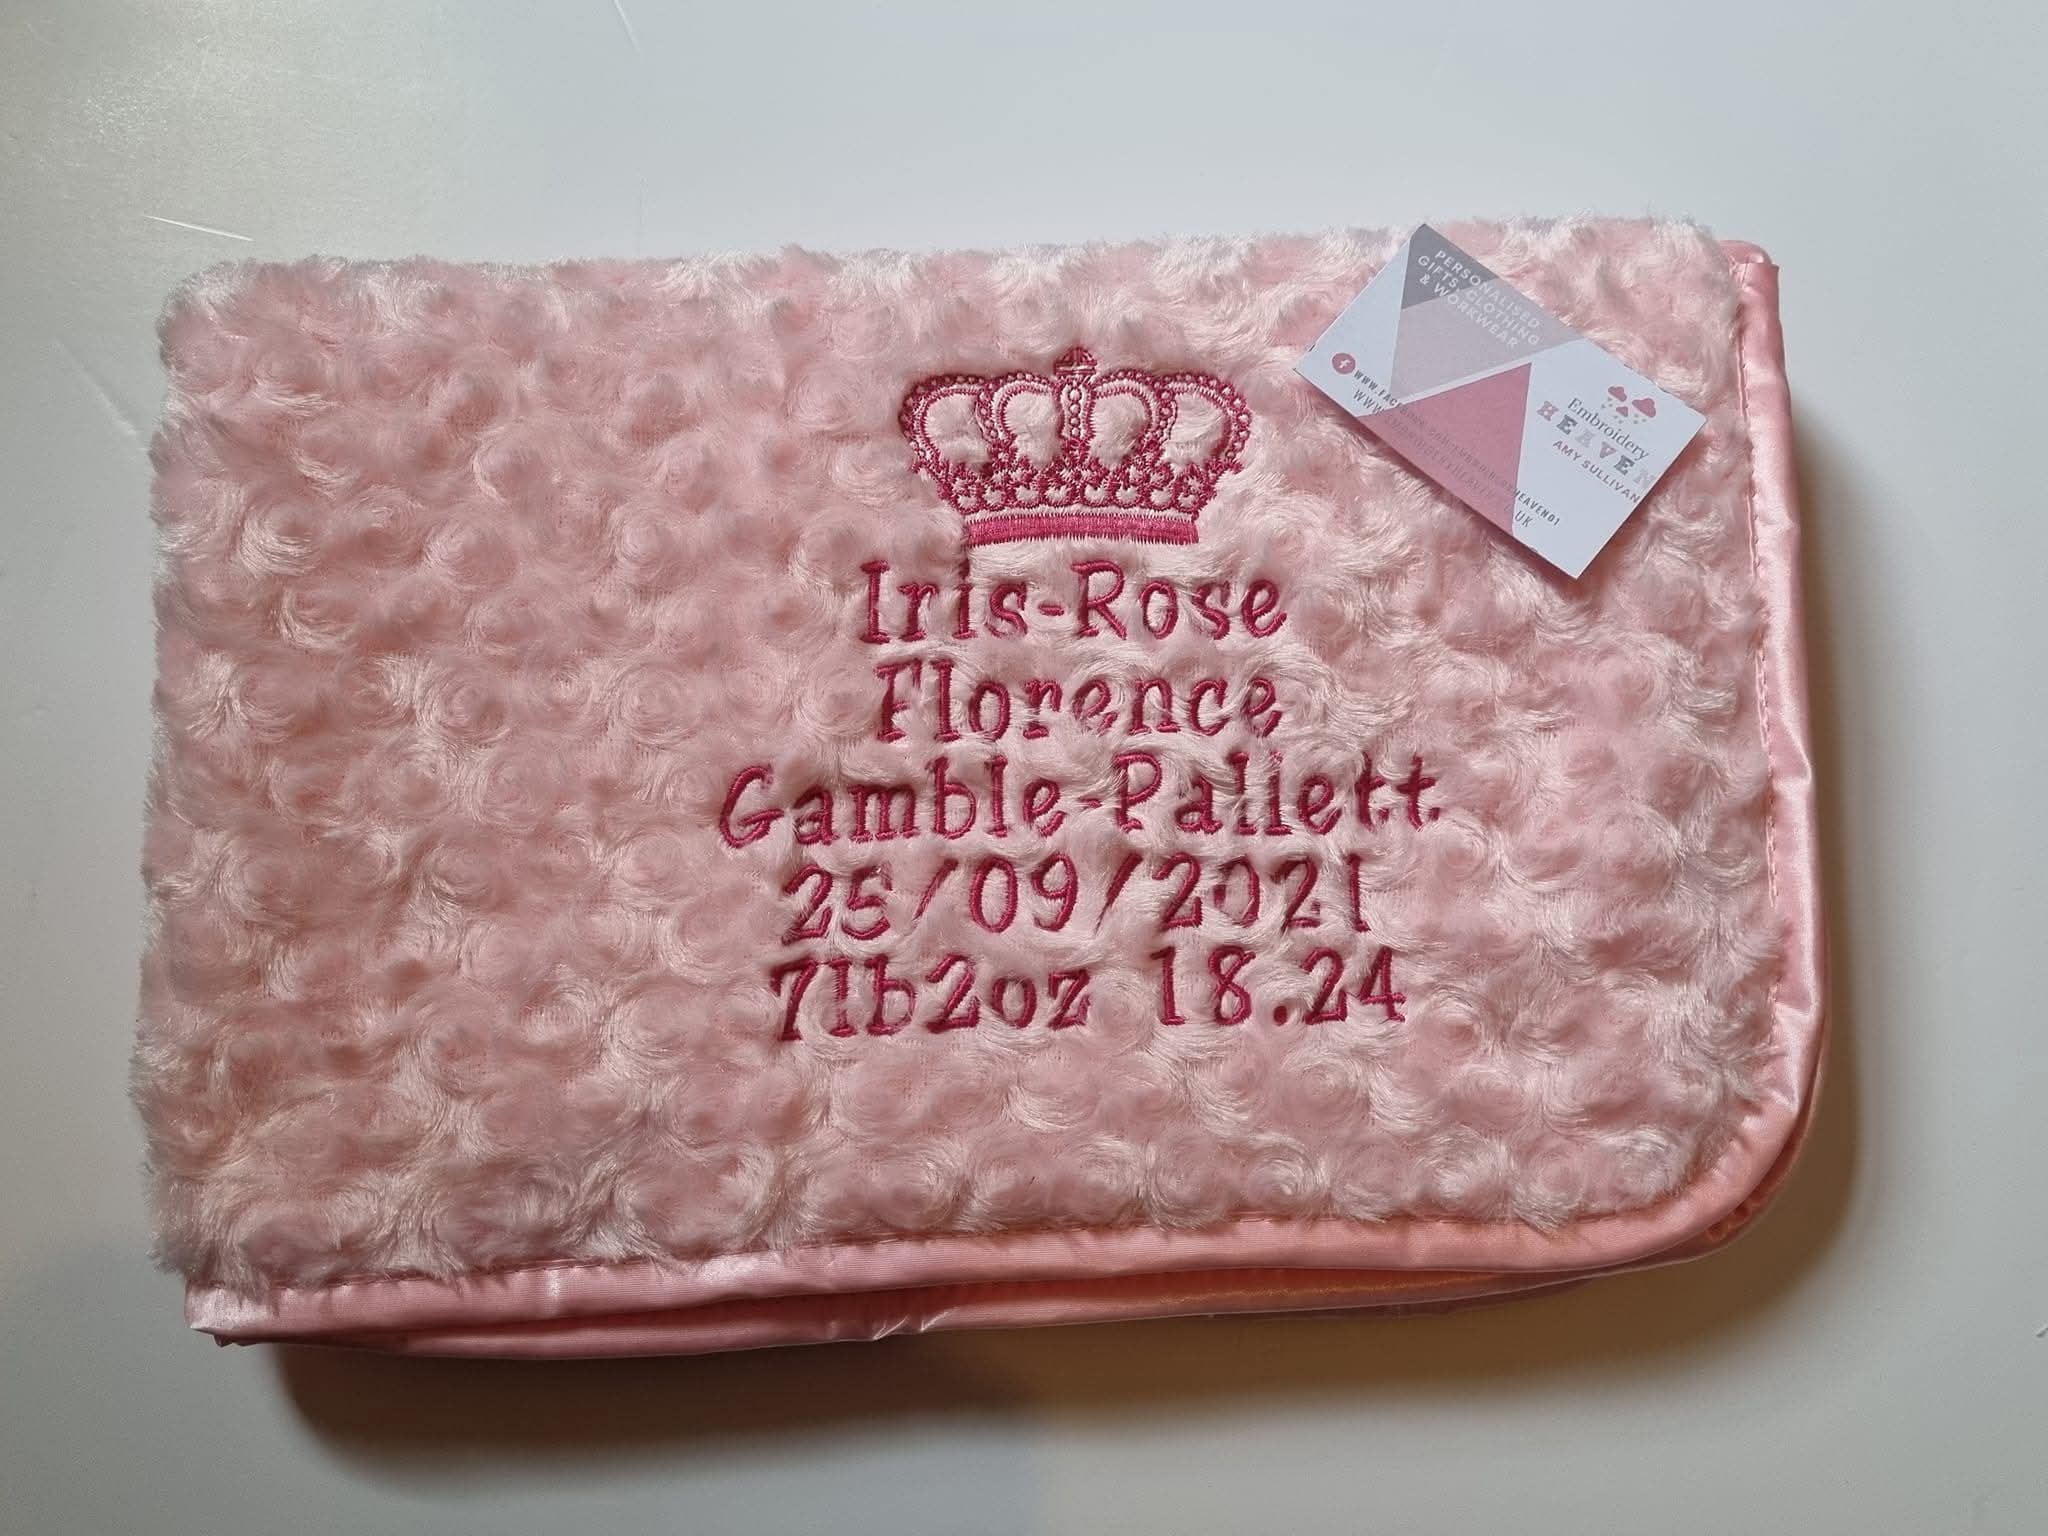 Iris-Rose
Florence
Gamble-Pallett
25/09/2021
7lb2oz 18.24
PERSONALISED
GIFTS, CLOTHING
& WORKWEAR
Embroidery
HEAVEN
AMY SULLIVAN